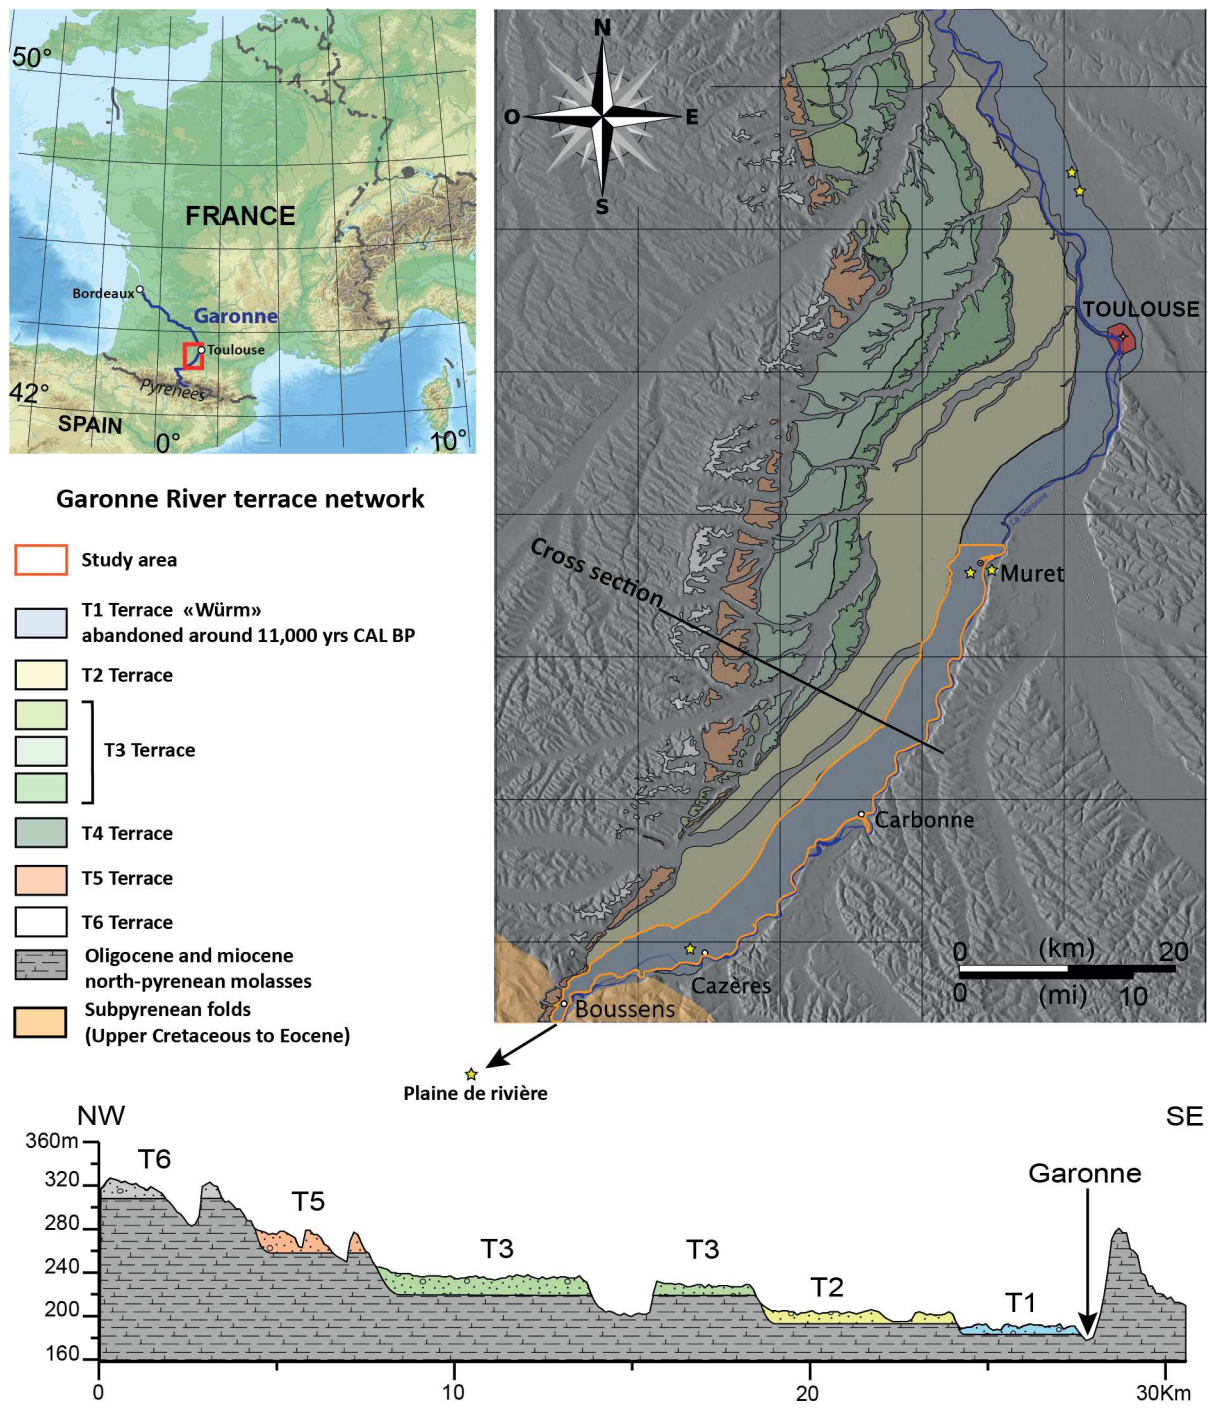 50°
FRANCE
Bordeaux
Garonne
Toulouse
Pyrenees
42°
SPAIN
0°
10°
N
O
E
S
TOULOUSE
La Garonne
Cross section
Muret
Carbonne
Cazères
Boussens
0
(km)
20
0
(mi)
10
Garonne River terrace network
Study area
T1 Terrace «Würm»
abandoned around 11,000 yrs CAL BP
T2 Terrace
T3 Terrace
T4 Terrace
T5 Terrace
T6 Terrace
Oligocene and miocene
north-pyrenean molasses
Subpyrenean folds
(Upper Cretaceous to Eocene)
Plaine de rivière
NW
SE
360m
320
280
240
200
160
T6
T5
T3
T3
T2
T1
Garonne
0
10
20
30Km